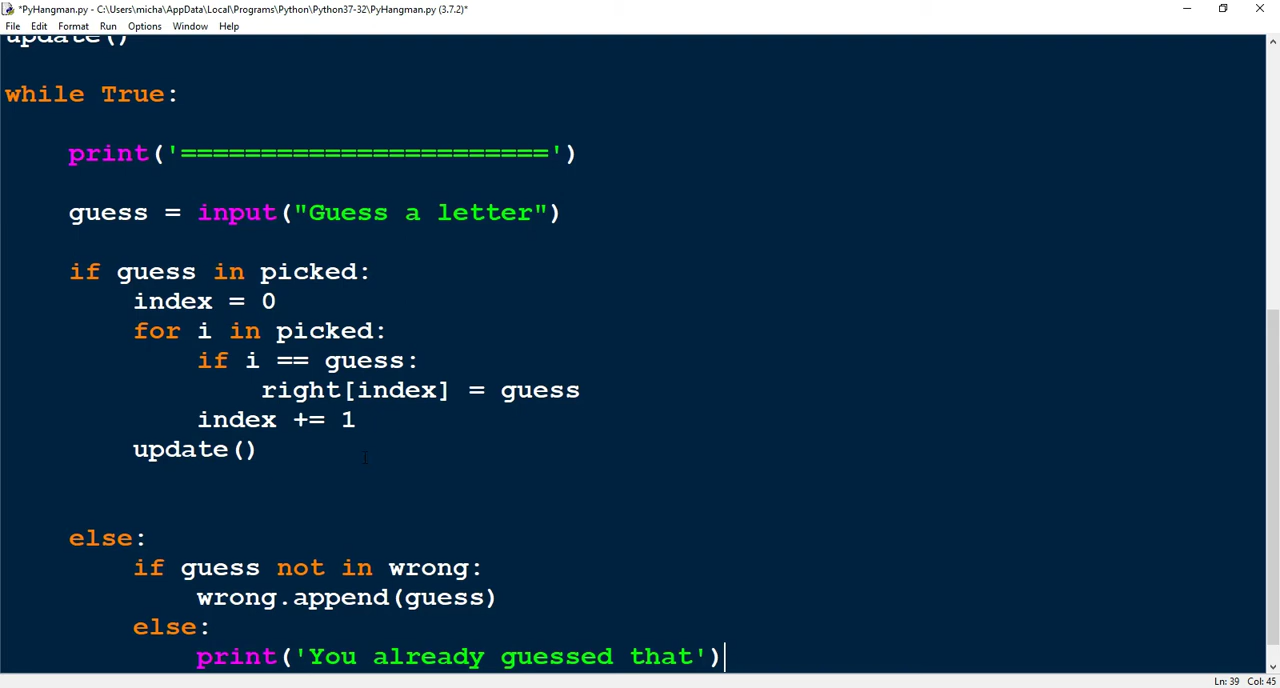 *PyHangman.py - C:\Users\micha\AppData\Local\Programs\Python\Python37-32\PyHangman.py (3.7.2)*
File Edit Format Run Options Window Help
update()
while True:
print('=======================')
guess = input("Guess a letter")
if guess in picked:
index = 0
for i in picked:
if i == guess:
right[index] = guess
index += 1
update()
else:
if guess not in wrong:
wrong.append(guess)
else:
print('You already guessed that')
Ln: 39 Col: 45